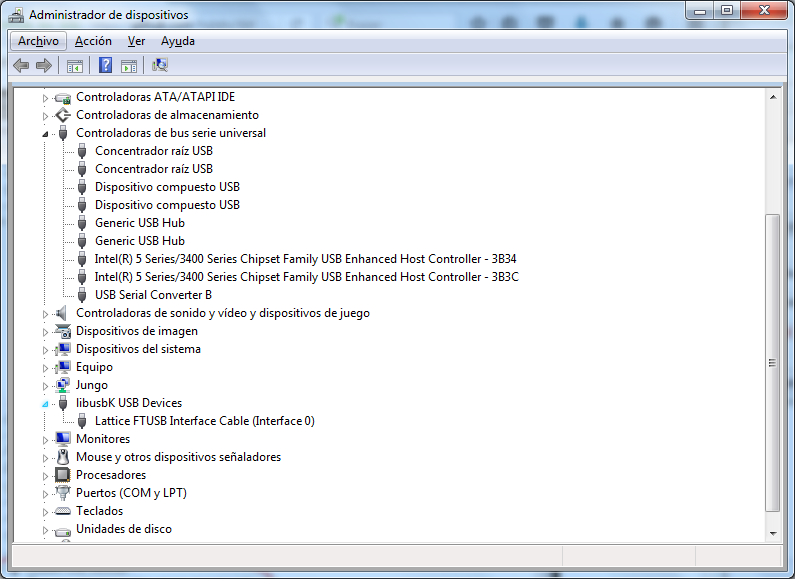 Administrador de dispositivos
Archivo Acción Ver Ayuda
Controladoras ATA/ATAPI IDE
Controladoras de almacenamiento
Controladoras de bus serie universal
Concentrador raíz USB
Concentrador raíz USB
Dispositivo compuesto USB
Dispositivo compuesto USB
Generic USB Hub
Generic USB Hub
Intel(R) 5 Series/3400 Series Chipset Family USB Enhanced Host Controller - 3B34
Intel(R) 5 Series/3400 Series Chipset Family USB Enhanced Host Controller - 3B3C
USB Serial Converter B
Controladoras de sonido y vídeo y dispositivos de juego
Dispositivos de imagen
Dispositivos del sistema
Equipo
Jungo
libusbK USB Devices
Lattice FTUSB Interface Cable (Interface 0)
Monitores
Mouse y otros dispositivos señaladores
Procesadores
Puertos (COM y LPT)
Teclados
Unidades de disco